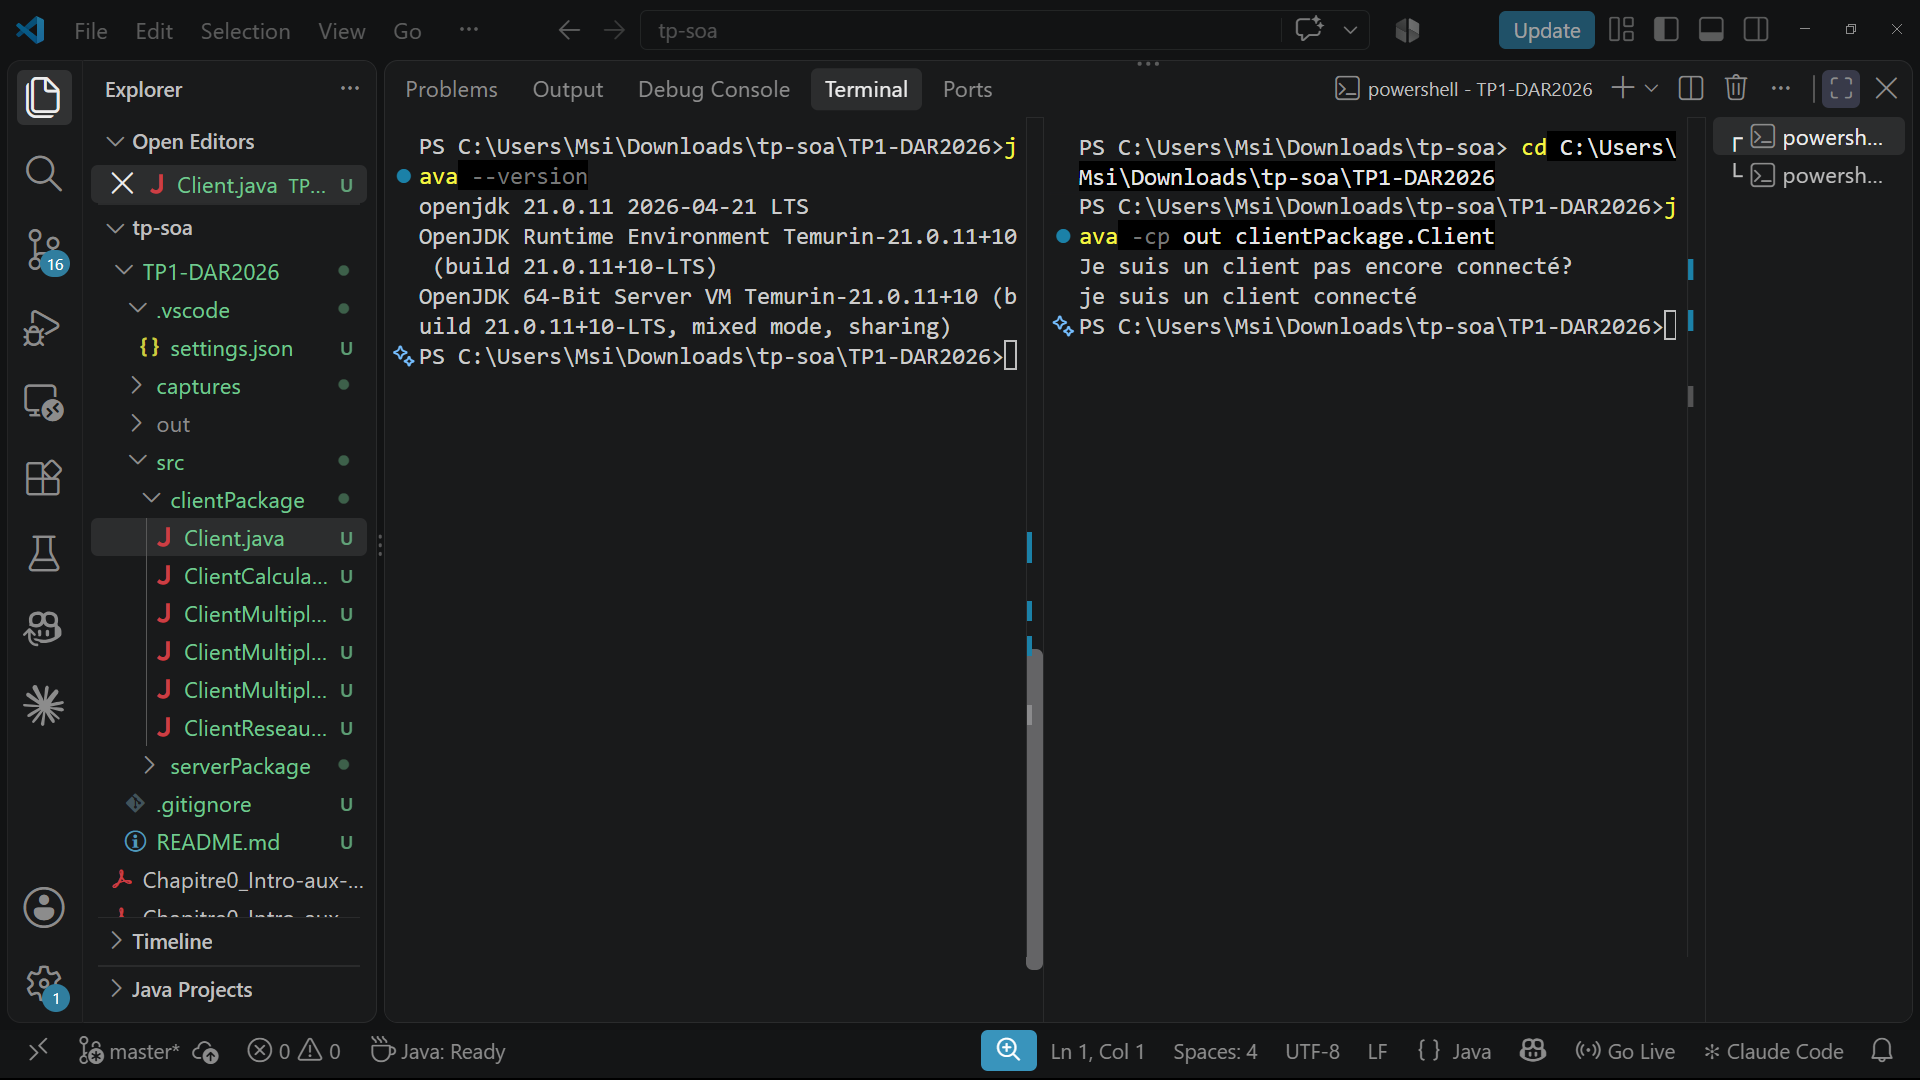 File Edit Selection View Go ··· tp-soa Update
Explorer
Open Editors
Client.java TP... U
tp-soa
TP1-DAR2026
.vscode
{} settings.json U
captures
out
src
clientPackage
Client.java U
ClientCalcula... U
ClientMultipl... U
ClientMultipl... U
ClientMultipl... U
ClientReseau... U
serverPackage
.gitignore U
README.md U
Chapitre0_Intro-aux-...
Timeline
Java Projects
16
1
Problems Output Debug Console Terminal Ports powershell - TP1-DAR2026
PS C:\Users\Msi\Downloads\tp-soa\TP1-DAR2026>j
ava --version
openjdk 21.0.11 2026-04-21 LTS
OpenJDK Runtime Environment Temurin-21.0.11+10
(build 21.0.11+10-LTS)
OpenJDK 64-Bit Server VM Temurin-21.0.11+10 (b
uild 21.0.11+10-LTS, mixed mode, sharing)
PS C:\Users\Msi\Downloads\tp-soa\TP1-DAR2026>
PS C:\Users\Msi\Downloads\tp-soa> cd C:\Users\
Msi\Downloads\tp-soa\TP1-DAR2026
PS C:\Users\Msi\Downloads\tp-soa\TP1-DAR2026>j
ava -cp out clientPackage.Client
Je suis un client pas encore connecté?
je suis un client connecté
PS C:\Users\Msi\Downloads\tp-soa\TP1-DAR2026>
powersh...
powersh...
master* 0 0 Java: Ready Ln 1, Col 1 Spaces: 4 UTF-8 LF {} Java Go Live Claude Code